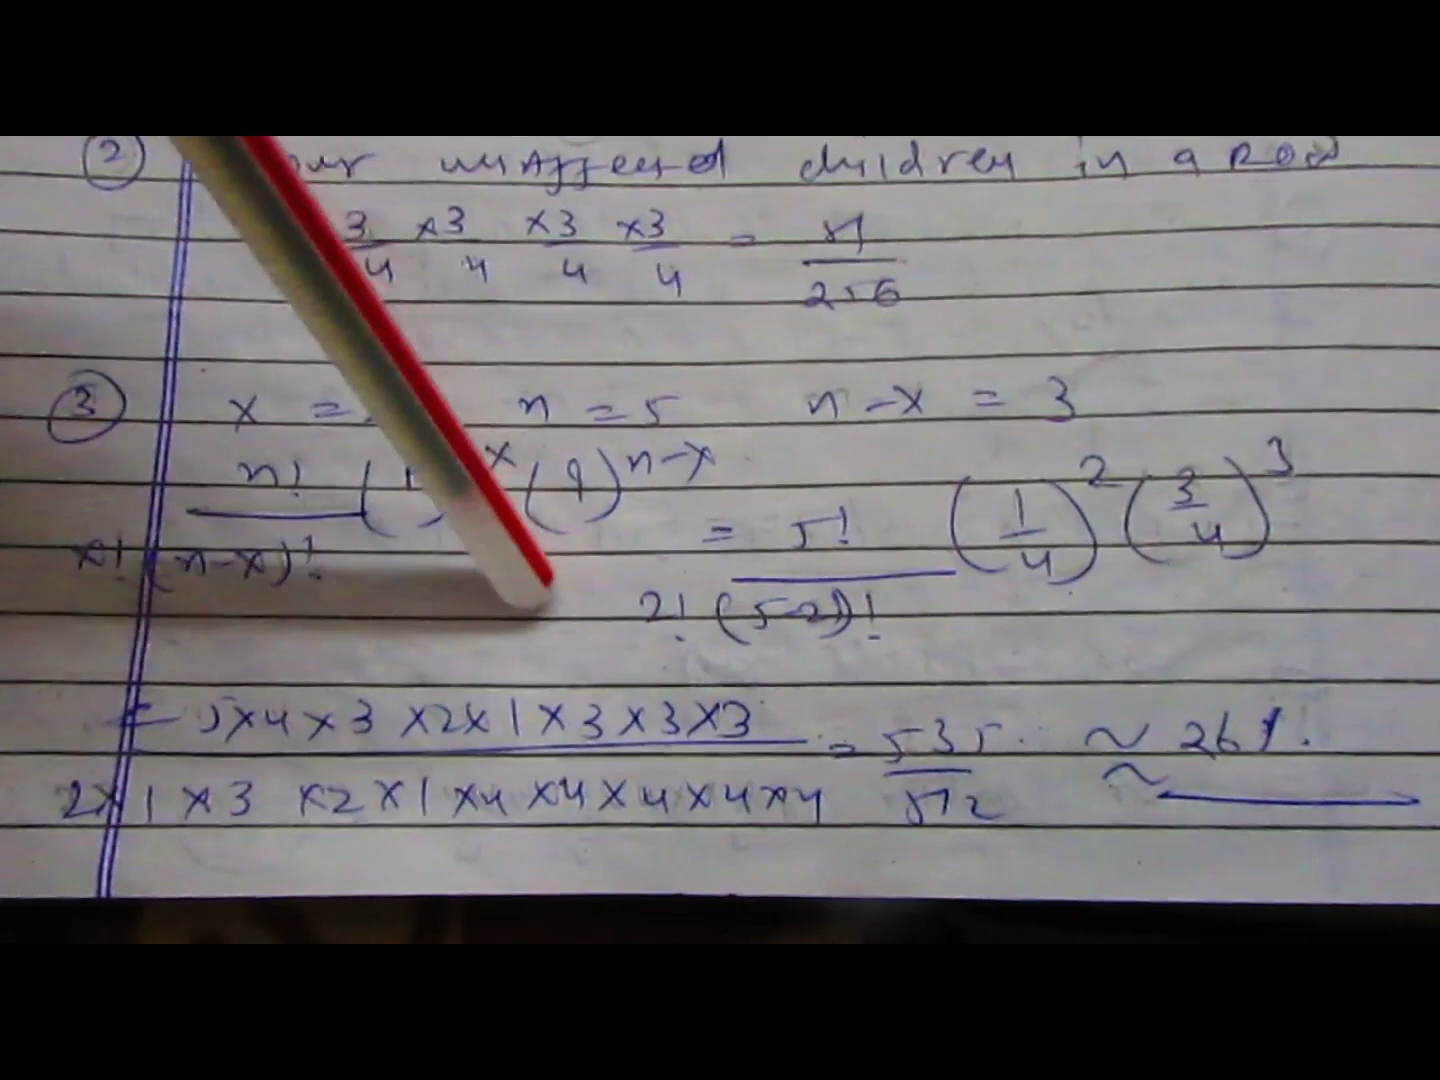 ② our unaffected children in a row
3/4 × 3/4 × 3/4 × 3/4 = 81/256
③ x = n = 5 n - x = 3
n!/x! (n-x)! ( )^x (q)^n-x = 5!/2! (5-2)! (1/4)^2 (3/4)^3
= 5×4×3×2×1×3×3×3 / 2×1×3×2×1×4×4×4×4×4 = 535/512 ≈ 26%.